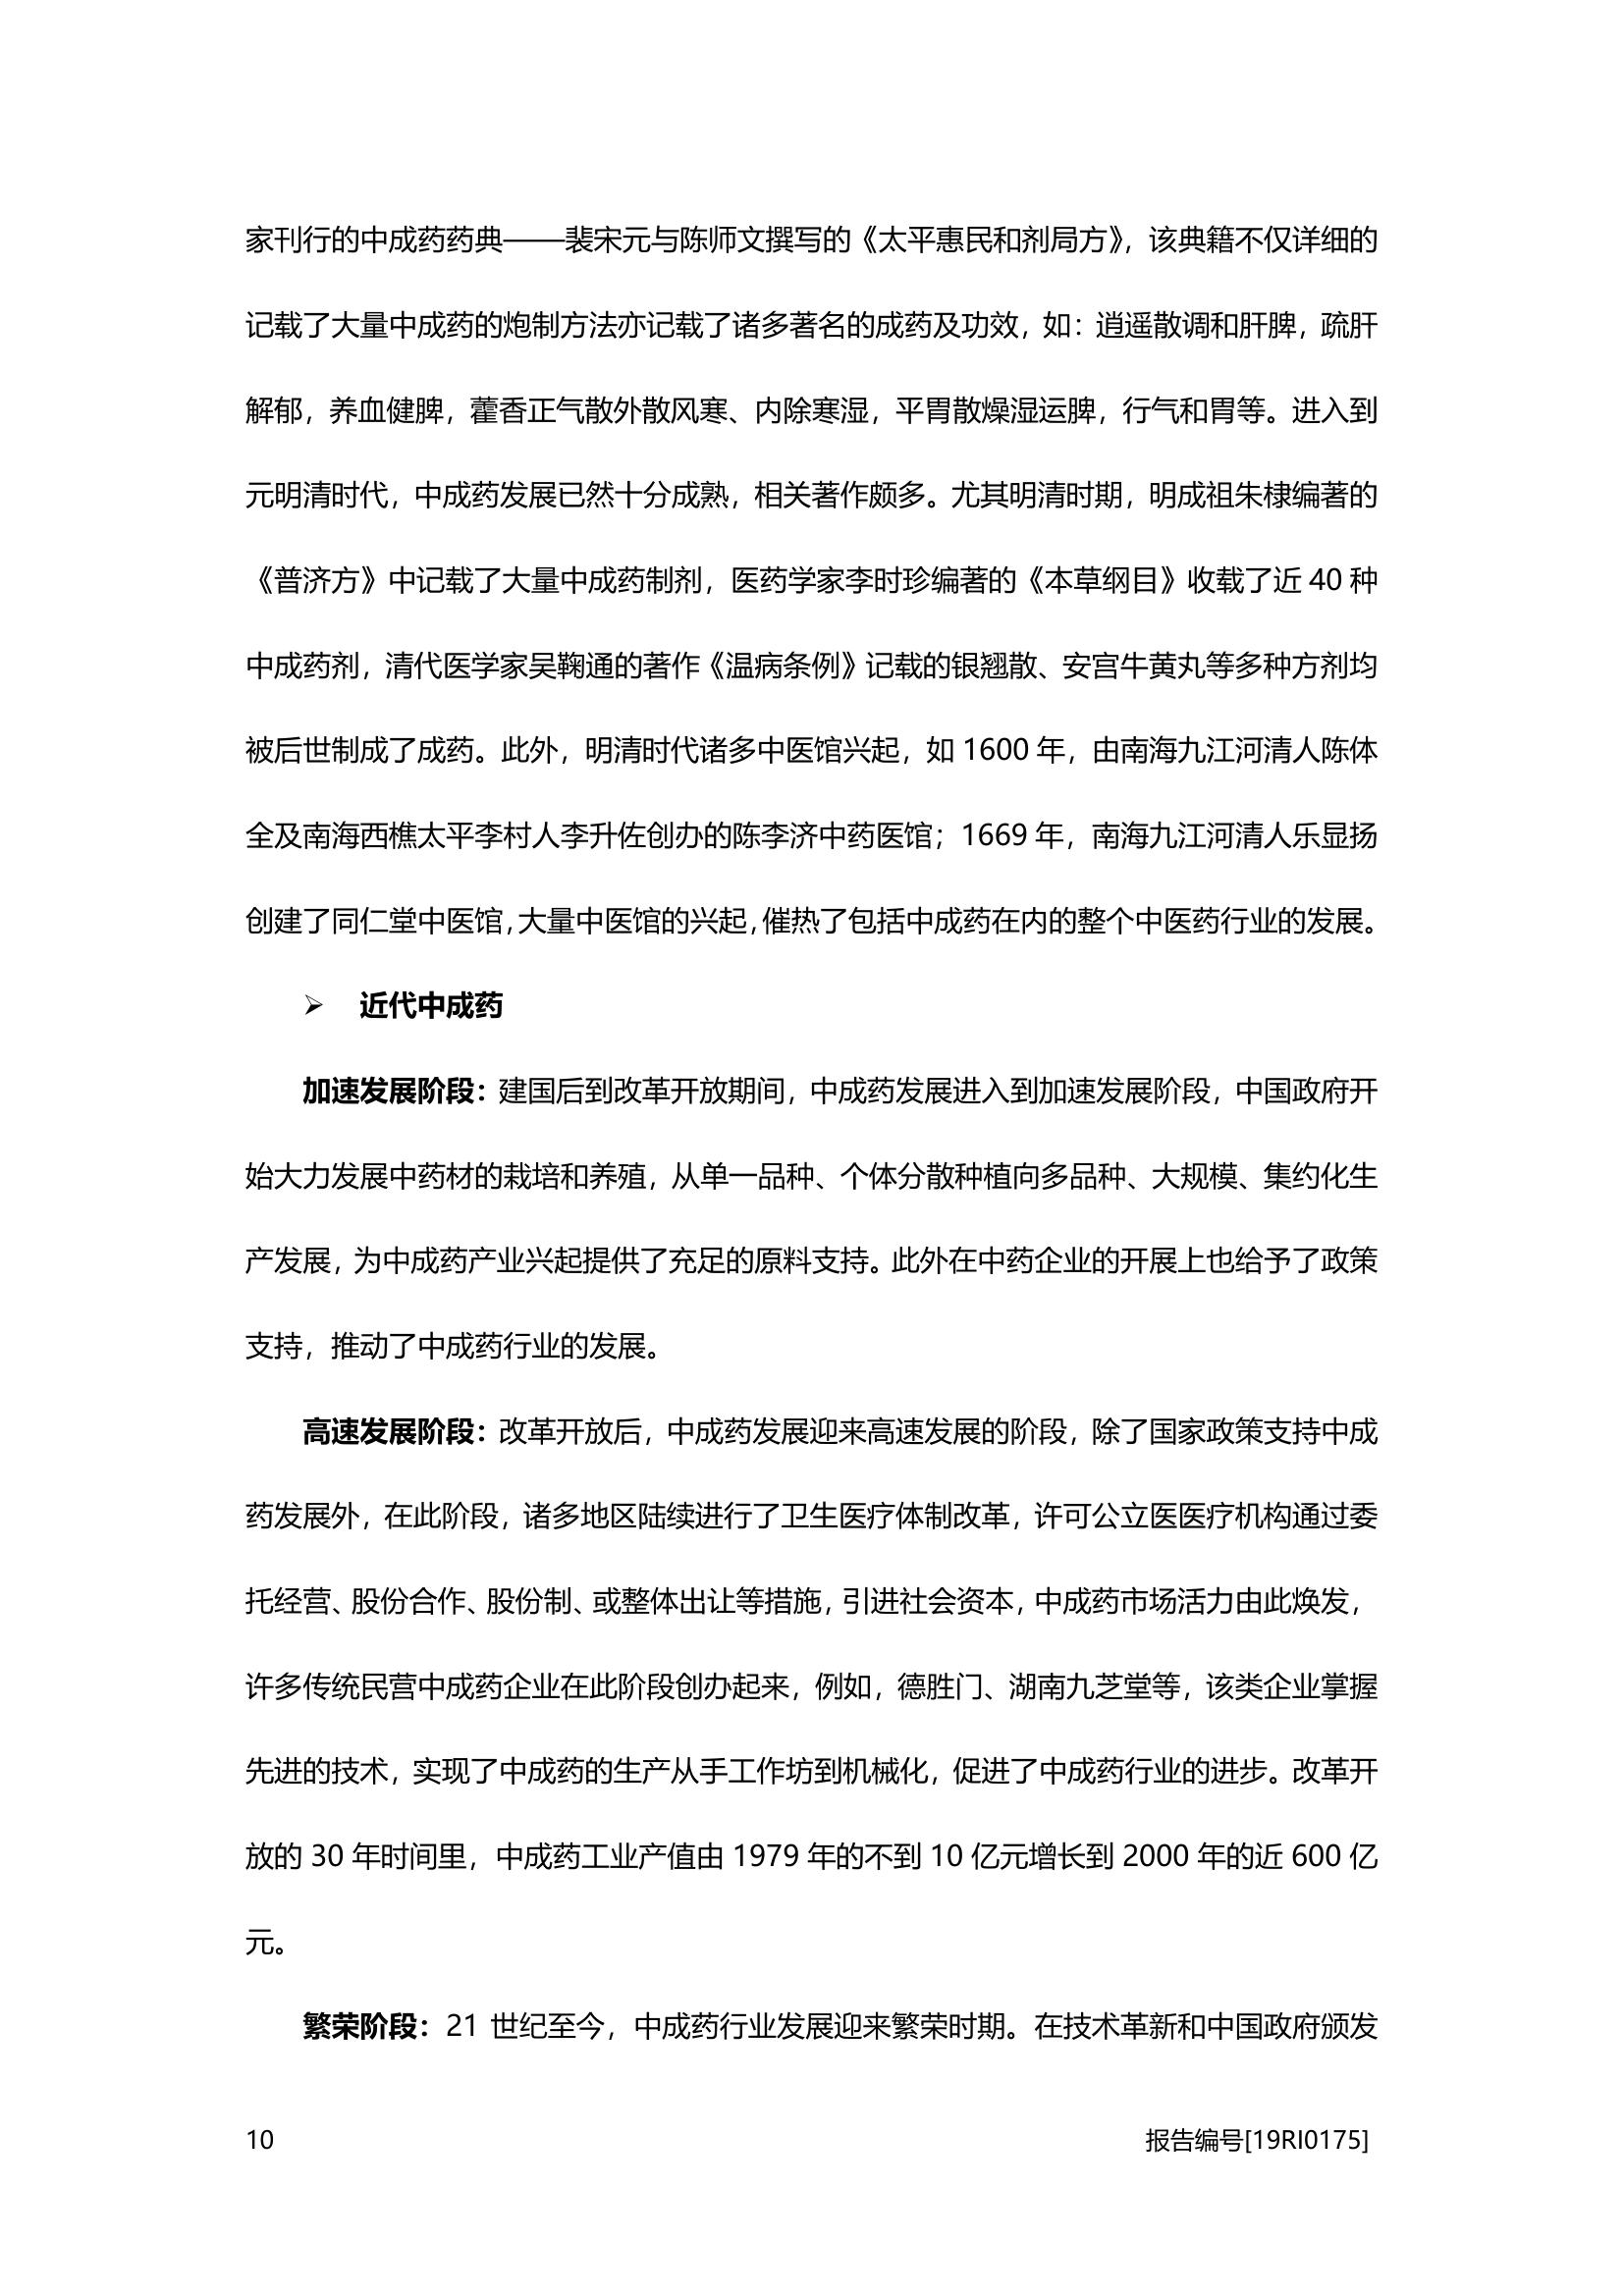 家刊行的中成药药典——裴宋元与陈师文撰写的《太平惠民和剂局方》，该典籍不仅详细的
记载了大量中成药的炮制方法亦记载了诸多著名的成药及功效，如：逍遥散调和肝脾，疏肝
解郁，养血健脾，藿香正气散外散风寒、内除寒湿，平胃散燥湿运脾，行气和胃等。进入到
元明清时代，中成药发展已然十分成熟，相关著作颇多。尤其明清时期，明成祖朱棣编著的
《普济方》中记载了大量中成药制剂，医药学家李时珍编著的《本草纲目》收载了近 40 种
中成药剂，清代医学家吴鞠通的著作《温病条例》记载的银翘散、安宫牛黄丸等多种方剂均
被后世制成了成药。此外，明清时代诸多中医馆兴起，如 1600 年，由南海九江河清人陈体
全及南海西樵太平李村人李升佐创办的陈李济中药医馆；1669 年，南海九江河清人乐显扬
创建了同仁堂中医馆，大量中医馆的兴起，催热了包括中成药在内的整个中医药行业的发展。
➢ 近代中成药
加速发展阶段：建国后到改革开放期间，中成药发展进入到加速发展阶段，中国政府开
始大力发展中药材的栽培和养殖，从单一品种、个体分散种植向多品种、大规模、集约化生
产发展，为中成药产业兴起提供了充足的原料支持。此外在中药企业的开展上也给予了政策
支持，推动了中成药行业的发展。
高速发展阶段：改革开放后，中成药发展迎来高速发展的阶段，除了国家政策支持中成
药发展外，在此阶段，诸多地区陆续进行了卫生医疗体制改革，许可公立医医疗机构通过委
托经营、股份合作、股份制、或整体出让等措施，引进社会资本，中成药市场活力由此焕发，
许多传统民营中成药企业在此阶段创办起来，例如，德胜门、湖南九芝堂等，该类企业掌握
先进的技术，实现了中成药的生产从手工作坊到机械化，促进了中成药行业的进步。改革开
放的 30 年时间里，中成药工业产值由 1979 年的不到 10 亿元增长到 2000 年的近 600 亿
元。
繁荣阶段：21 世纪至今，中成药行业发展迎来繁荣时期。在技术革新和中国政府颁发
10 报告编号[19RI0175]